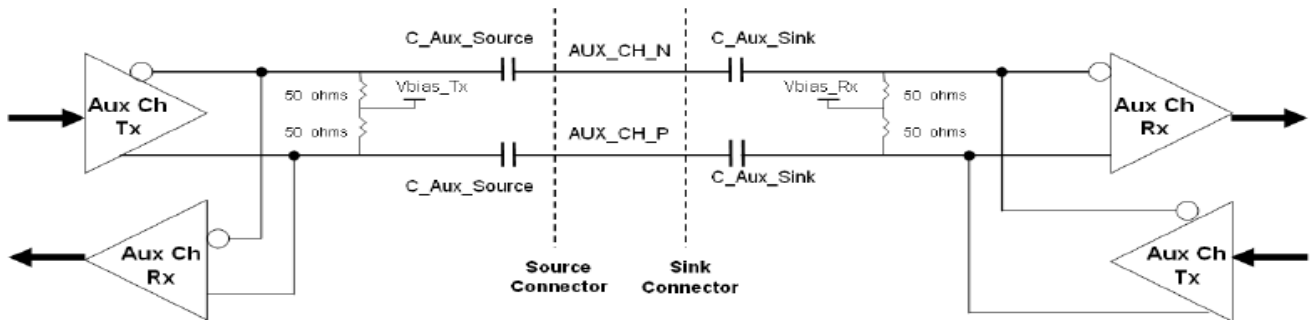 C_Aux_Source
AUX_CH_N
C_Aux_Sink
Aux Ch
Tx
50 ohms
Vbias_Tx
50 ohms
Vbias_Rx
50 ohms
50 ohms
Aux Ch
Rx
AUX_CH_P
C_Aux_Source
C_Aux_Sink
Aux Ch
Rx
Source
Connector
Sink
Connector
Aux Ch
Tx